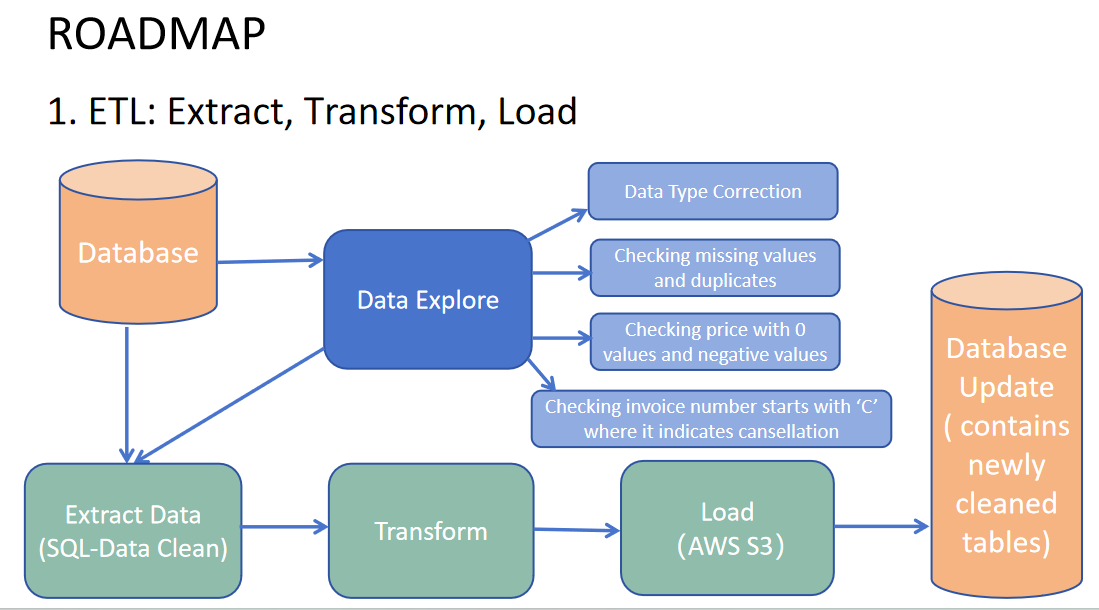 ROADMAP
1. ETL: Extract, Transform, Load
Database
Data Explore
Data Type Correction
Checking missing values
and duplicates
Checking price with 0
values and negative values
Checking invoice number starts with ‘C’
where it indicates cansellation
Extract Data
(SQL-Data Clean)
Transform
Load
(AWS S3)
Database
Update
( contains
newly
cleaned
tables)